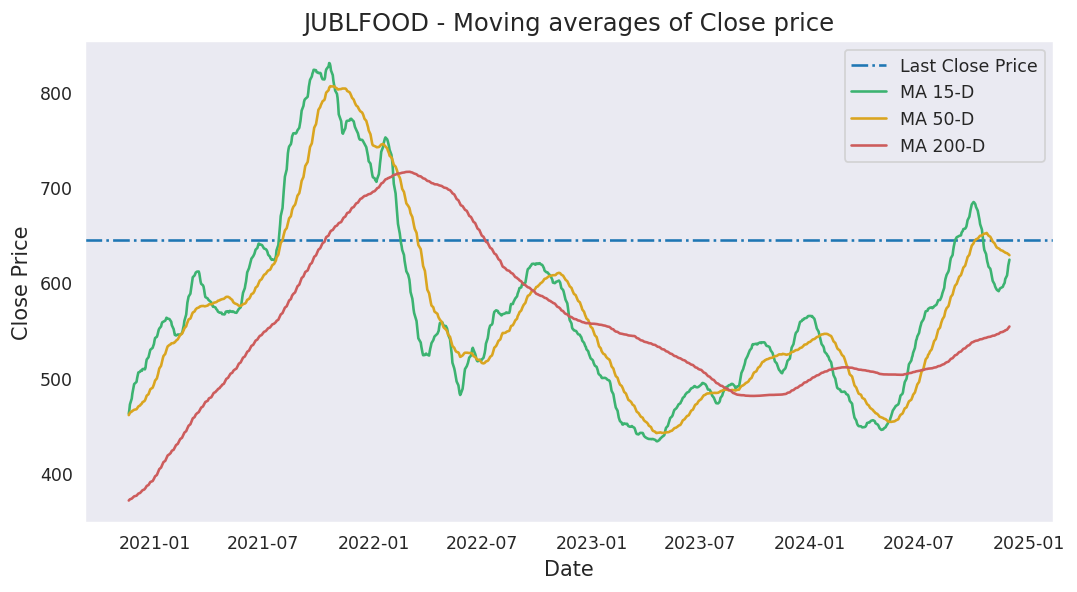 JUBLFOOD - Moving averages of Close price
Last Close Price
MA 15-D
MA 50-D
MA 200-D
Close Price
800
700
600
500
400
2021-01 2021-07 2022-01 2022-07 2023-01 2023-07 2024-01 2024-07 2025-01
Date